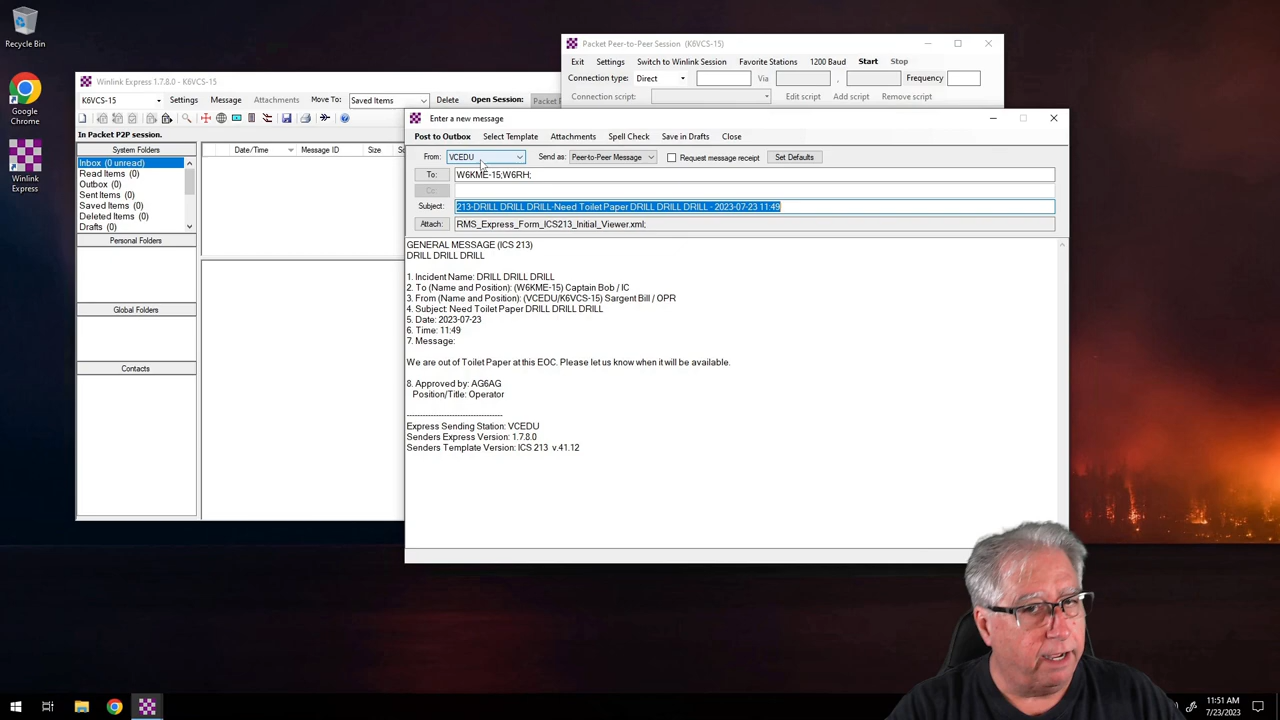 Recycle Bin
Google Chrome
Winlink Express
Winlink Express 1.7.8.0 - K6VCS-15
K6VCS-15 Settings Message Attachments Move To: Saved Items Delete Open Session:
In Packet P2P session.
System Folders
Inbox (0 unread)
Read Items (0)
Outbox (0)
Sent Items (0)
Saved Items (0)
Deleted Items (0)
Drafts (0)
Personal Folders
Global Folders
Contacts
Date/Time Message ID Size
Packet Peer-to-Peer Session (K6VCS-15)
Exit Settings Switch to Winlink Session Favorite Stations 1200 Baud Start Stop
Connection type: Direct Via , Frequency
Connection script: Edit script Add script Remove script
Enter a new message
Post to Outbox Select Template Attachments Spell Check Save in Drafts Close
From: VCEDU Send as: Peer-to-Peer Message Request message receipt Set Defaults
To: W6KME-15;W6RH;
Cc:
Subject: 213-DRILL DRILL DRILL-Need Toilet Paper DRILL DRILL DRILL - 2023-07-23 11:49
Attach: RMS_Express_Form_ICS213_Initial_Viewer.xml;
GENERAL MESSAGE (ICS 213)
DRILL DRILL DRILL
1. Incident Name: DRILL DRILL DRILL
2. To (Name and Position): (W6KME-15) Captain Bob / IC
3. From (Name and Position): (VCEDU/K6VCS-15) Sargent Bill / OPR
4. Subject: Need Toilet Paper DRILL DRILL DRILL
5. Date: 2023-07-23
6. Time: 11:49
7. Message:
We are out of Toilet Paper at this EOC. Please let us know when it will be available.
8. Approved by: AG6AG
Position/Title: Operator
------------------------------------
Express Sending Station: VCEDU
Senders Express Version: 1.7.8.0
Senders Template Version: ICS 213 v.41.12
11:51 AM
7/23/2023